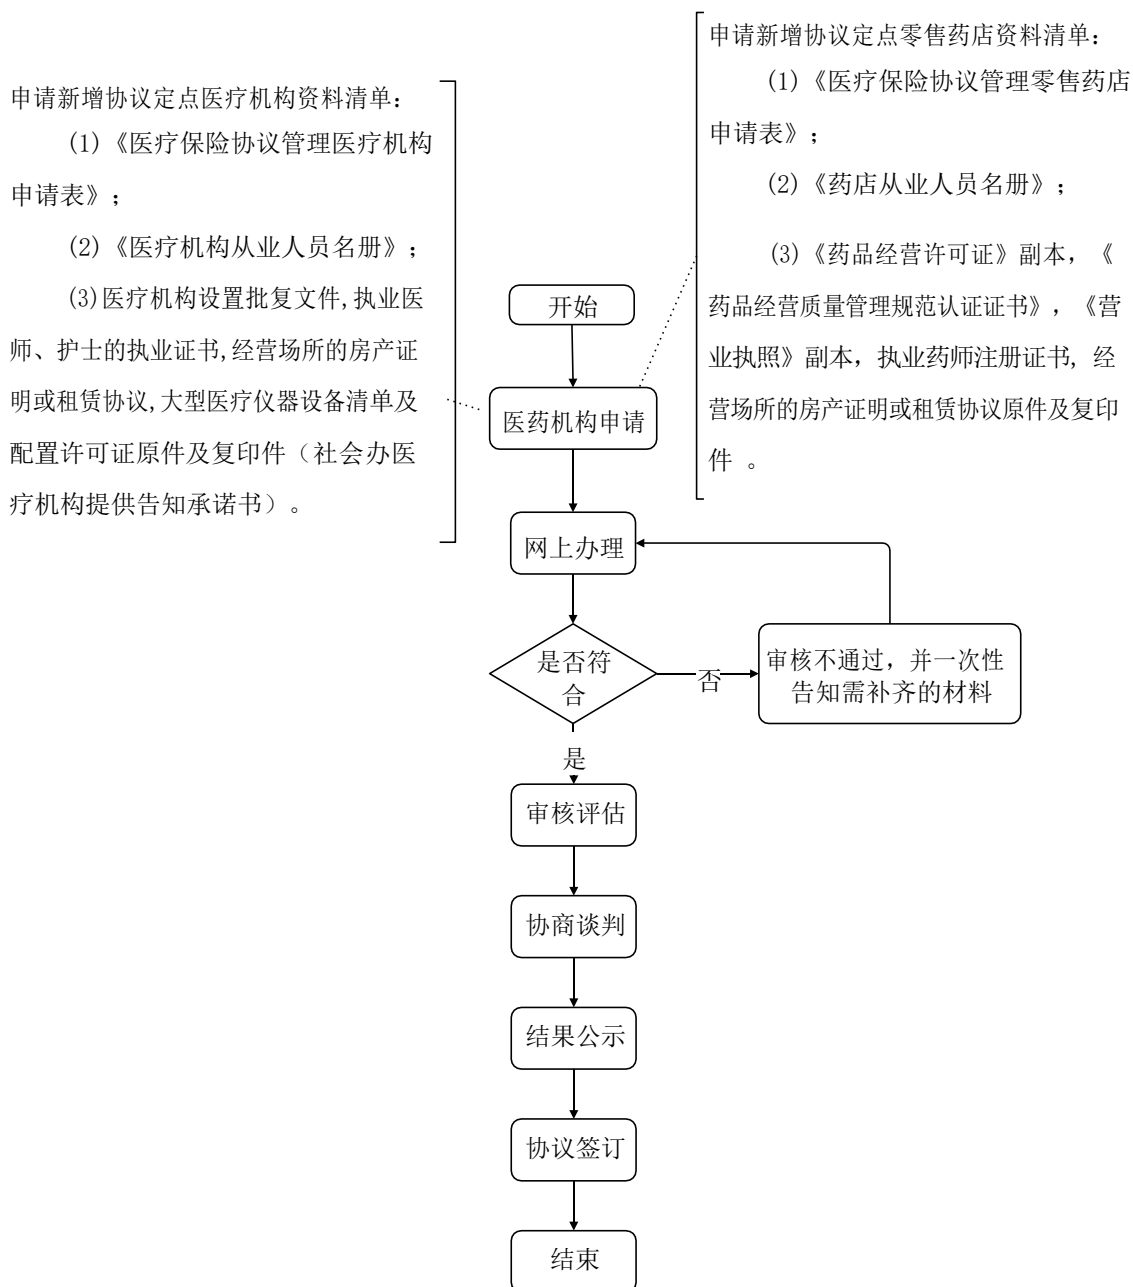 申请新增协议定点医疗机构资料清单：
(1)《医疗保险协议管理医疗机构
申请表》；
(2)《医疗机构从业人员名册》；
(3)医疗机构设置批复文件,执业医
师、护士的执业证书,经营场所的房产证
明或租赁协议,大型医疗仪器设备清单及
配置许可证原件及复印件（社会办医
疗机构提供告知承诺书）。
申请新增协议定点零售药店资料清单：
(1)《医疗保险协议管理零售药店
申请表》；
(2)《药店从业人员名册》；
(3)《药品经营许可证》副本，《
药品经营质量管理规范认证证书》，《营
业执照》副本，执业药师注册证书, 经
营场所的房产证明或租赁协议原件及复印
件 。
开始
医药机构申请
网上办理
是否符
合
否
审核不通过，并一次性
告知需补齐的材料
是
审核评估
协商谈判
结果公示
协议签订
结束